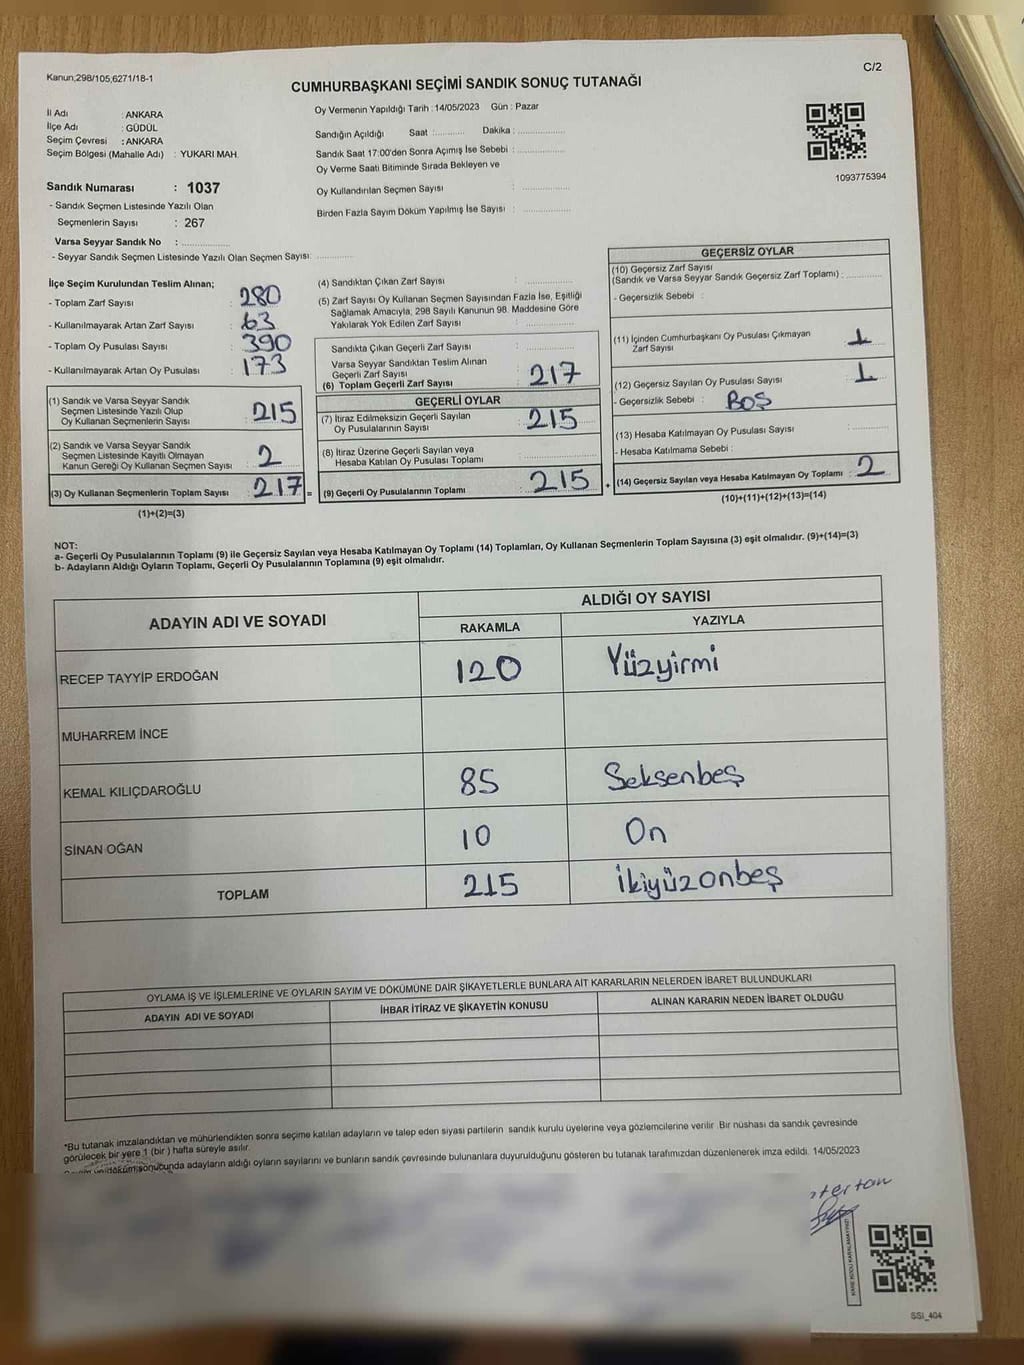 Kanun;298/105,6271/18-1
C/2
CUMHURBAŞKANI SEÇİMİ SANDIK SONUÇ TUTANAĞI
İl Adı : ANKARA
İlçe Adı : GÜDÜL
Seçim Çevresi : ANKARA
Seçim Bölgesi (Mahalle Adı) : YUKARI MAH.
Sandık Numarası : 1037
- Sandık Seçmen Listesinde Yazılı Olan
Seçmenlerin Sayısı : 267
Varsa Seyyar Sandık No : ..............
- Seyyar Sandık Seçmen Listesinde Yazılı Olan Seçmen Sayısı: ............
Oy Vermenin Yapıldığı Tarih : 14/05/2023 Gün : Pazar
Sandığın Açıldığı Saat :.......... Dakika : ................
Sandık Saat 17:00'den Sonra Açımış İse Sebebi : ................
Oy Verme Saati Bitiminde Sırada Bekleyen ve
Oy Kullandırılan Seçmen Sayısı : ................
Birden Fazla Sayım Döküm Yapılmış İse Sayısı : ................
1093775394
İlçe Seçim Kurulundan Teslim Alınan;
- Toplam Zarf Sayısı : 280
- Kullanılmayarak Artan Zarf Sayısı : 63
- Toplam Oy Pusulası Sayısı : 390
- Kullanılmayarak Artan Oy Pusulası : 173
(1) Sandık ve Varsa Seyyar Sandık
Seçmen Listesinde Yazılı Olup
Oy Kullanan Seçmenlerin Sayısı : 215
(2) Sandık ve Varsa Seyyar Sandık
Seçmen Listesinde Kayıtlı Olmayan
Kanun Gereği Oy Kullanan Seçmen Sayısı : 2
(3) Oy Kullanan Seçmenlerin Toplam Sayısı : 217 =
(1)+(2)=(3)
(4) Sandıktan Çıkan Zarf Sayısı : ................
(5) Zarf Sayısı Oy Kullanan Seçmen Sayısından Fazla İse, Eşitliği
Sağlamak Amacıyla, 298 Sayılı Kanunun 98. Maddesine Göre
Yakılarak Yok Edilen Zarf Sayısı : ................
Sandıkta Çıkan Geçerli Zarf Sayısı : ................
Varsa Seyyar Sandıktan Teslim Alınan
Geçerli Zarf Sayısı
(6) Toplam Geçerli Zarf Sayısı : 217
GEÇERLİ OYLAR
(7) İtiraz Edilmeksizin Geçerli Sayılan
Oy Pusulalarının Sayısı : 215
(8) İtiraz Üzerine Geçerli Sayılan veya
Hesaba Katılan Oy Pusulası Toplamı : ................
(9) Geçerli Oy Pusulalarının Toplamı : 215 +
GEÇERSİZ OYLAR
(10) Geçersiz Zarf Sayısı
(Sandık ve Varsa Seyyar Sandık Geçersiz Zarf Toplamı) : ............
- Geçersizlik Sebebi :
(11) İçinden Cumhurbaşkanı Oy Pusulası Çıkmayan
Zarf Sayısı : 1
(12) Geçersiz Sayılan Oy Pusulası Sayısı : 1
- Geçersizlik Sebebi : BOŞ
(13) Hesaba Katılmayan Oy Pusulası Sayısı : ............
- Hesaba Katılmama Sebebi :
(14) Geçersiz Sayılan veya Hesaba Katılmayan Oy Toplamı : 2
(10)+(11)+(12)+(13)=(14)
NOT:
a- Geçerli Oy Pusulalarının Toplamı (9) ile Geçersiz Sayılan veya Hesaba Katılmayan Oy Toplamı (14) Toplamları, Oy Kullanan Seçmenlerin Toplam Sayısına (3) eşit olmalıdır. (9)+(14)=(3)
b- Adayların Aldığı Oyların Toplamı, Geçerli Oy Pusulalarının Toplamına (9) eşit olmalıdır.
ADAYIN ADI VE SOYADI ALDIĞI OY SAYISI
RAKAMLA YAZIYLA
RECEP TAYYİP ERDOĞAN 120 Yüzyirmi
MUHARREM İNCE
KEMAL KILIÇDAROĞLU 85 Seksenbeş
SİNAN OĞAN 10 On
TOPLAM 215 İkiyüzonbeş
OYLAMA İŞ VE İŞLEMLERİNE VE OYLARIN SAYIM VE DÖKÜMÜNE DAİR ŞİKAYETLERLE BUNLARA AİT KARARLARIN NELERDEN İBARET BULUNDUKLARI
ADAYIN ADI VE SOYADI İHBAR İTİRAZ VE ŞİKAYETİN KONUSU ALINAN KARARIN NEDEN İBARET OLDUĞU
*Bu tutanak imzalandıktan ve mühürlendikten sonra seçime katılan adayların ve talep eden siyasi partilerin sandık kurulu üyelerine veya gözlemcilerine verilir. Bir nüshası da sandık çevresinde
görülecek bir yere 1 (bir ) hafta süreyle asılır.
sonucunda adayların aldığı oyların sayılarını ve bunların sandık çevresinde bulunanlara duyurulduğunu gösteren bu tutanak tarafımızdan düzenlenerek imza edildi. 14/05/2023
KARE KODU KARALAMAYINIZ!
SSI_404